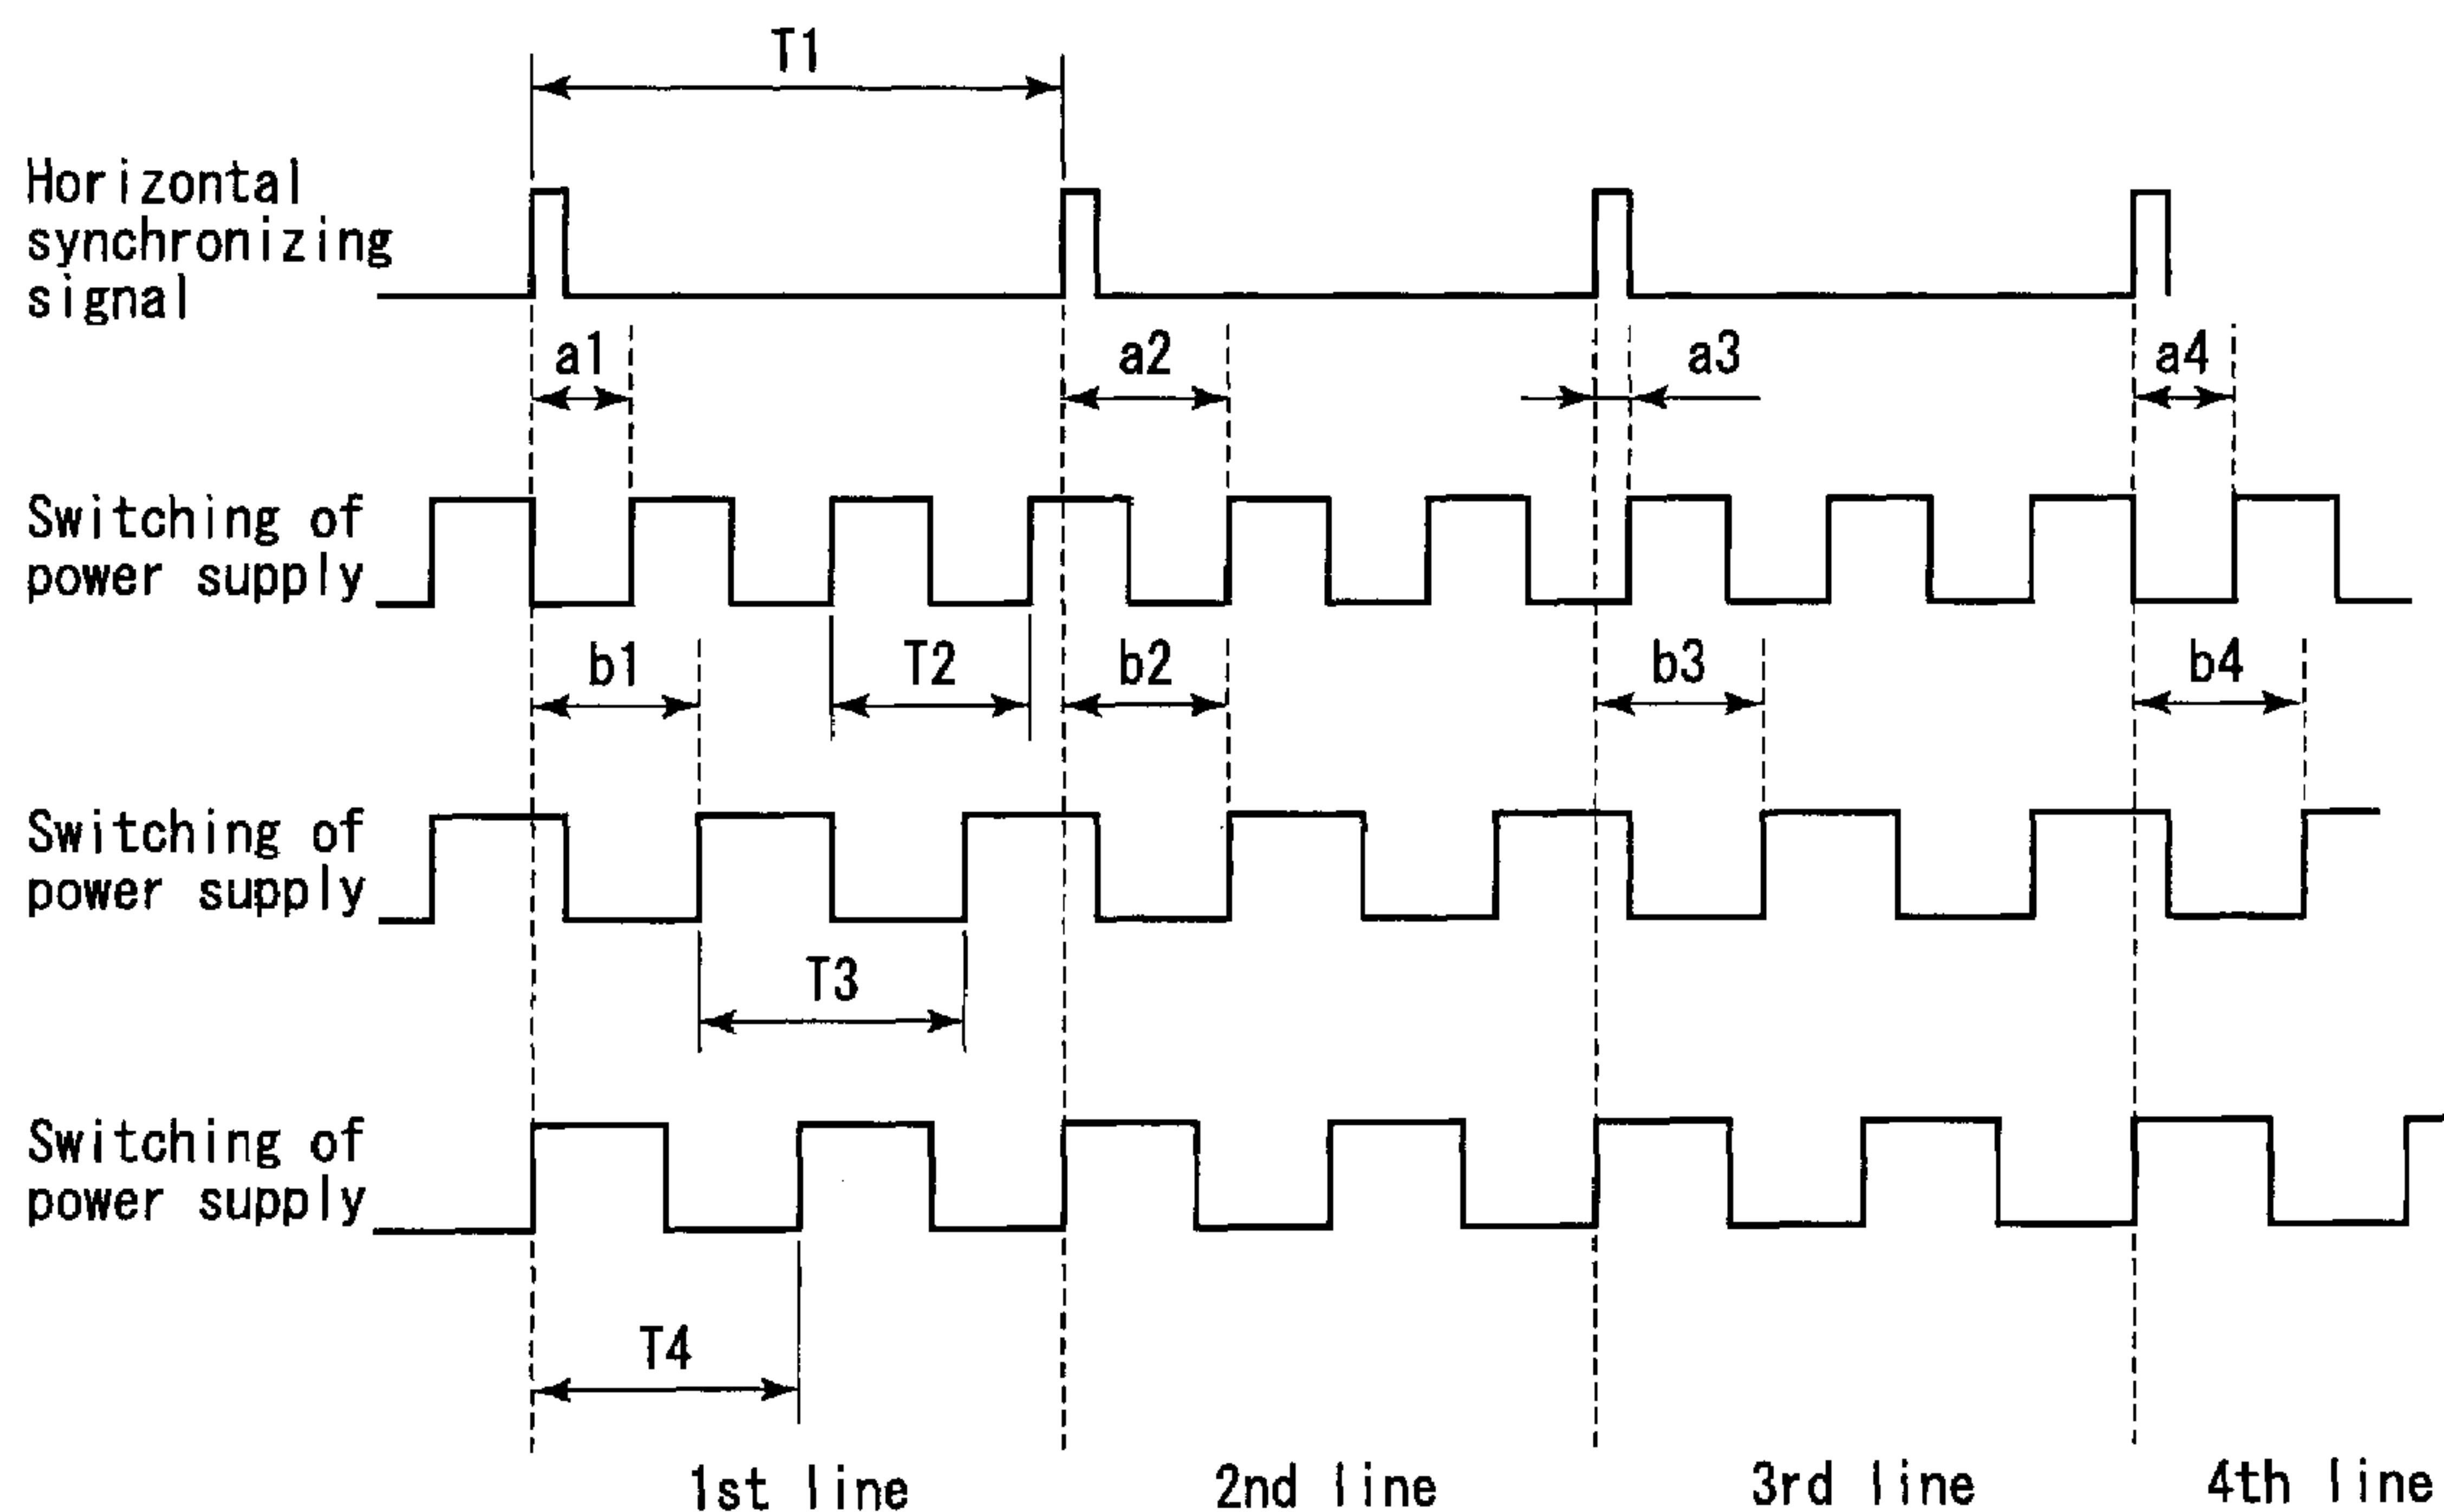 T1
Horizontal
synchronizing
signal
a1 a2 a3 a4
Switching of
power supply
b1 T2 b2 b3 b4
Switching of
power supply
T3
Switching of
power supply
T4
1st line 2nd line 3rd line 4th line